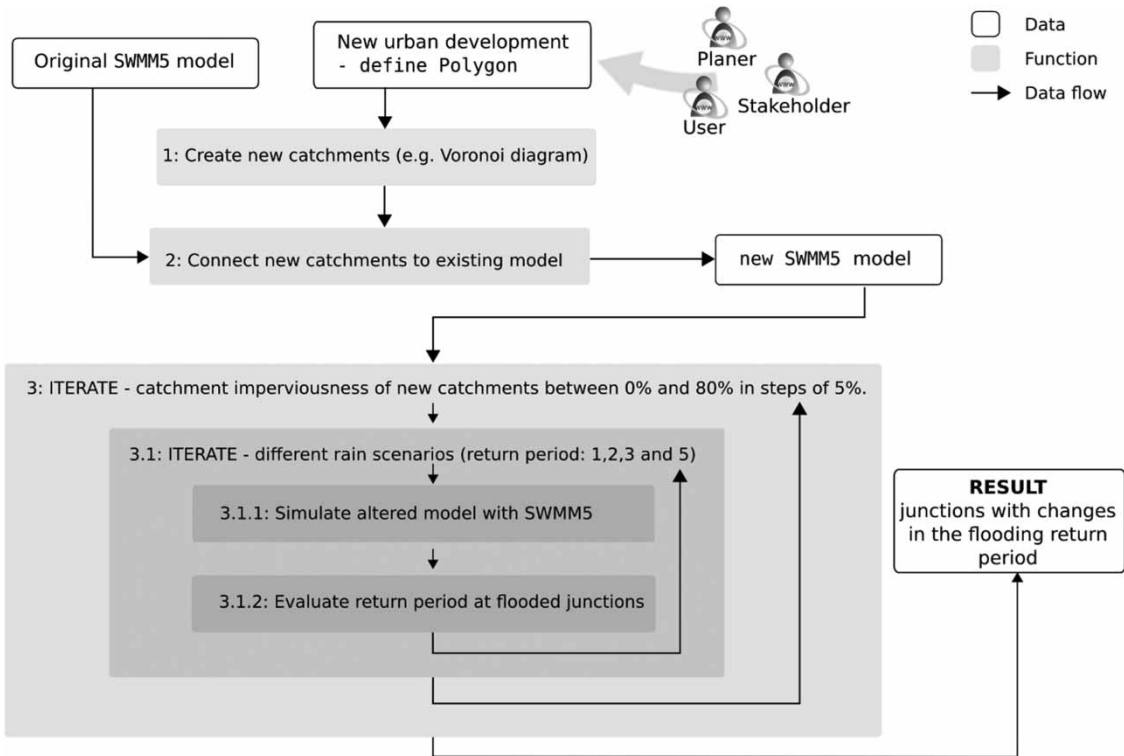 Original SWMM5 model
New urban development
- define Polygon
www
Planer
www
Stakeholder
www
User
Data
Function
Data flow
1: Create new catchments (e.g. Voronoi diagram)
2: Connect new catchments to existing model
new SWMM5 model
3: ITERATE - catchment imperviousness of new catchments between 0% and 80% in steps of 5%.
3.1: ITERATE - different rain scenarios (return period: 1,2,3 and 5)
3.1.1: Simulate altered model with SWMM5
3.1.2: Evaluate return period at flooded junctions
RESULT
junctions with changes
in the flooding return
period